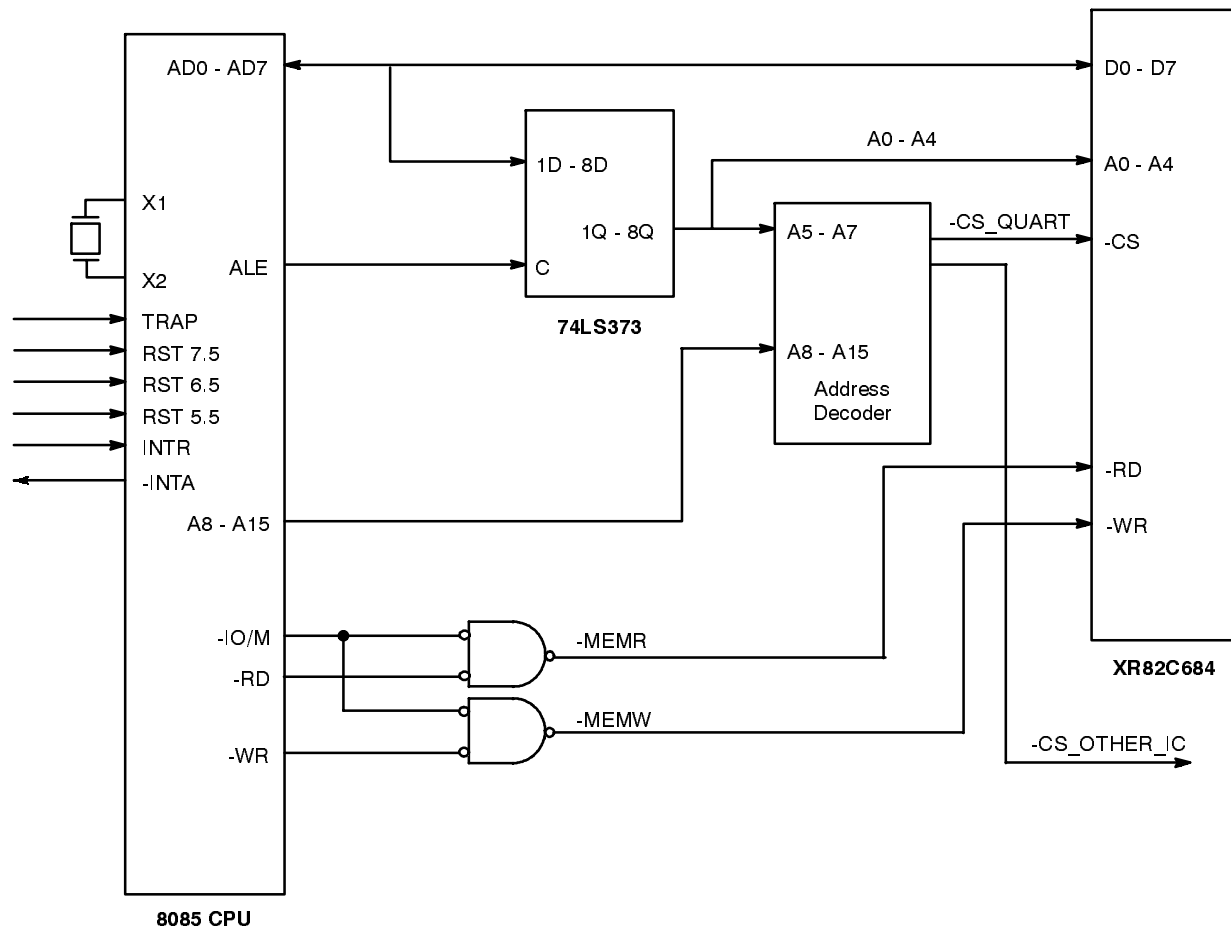 AD0 - AD7
D0 - D7
A0 - A4
1D - 8D
A0 - A4
X1
-CS_QUART
1Q - 8Q
A5 - A7
-CS
ALE
C
X2
TRAP
74LS373
RST 7.5
A8 - A15
RST 6.5
Address
Decoder
RST 5.5
INTR
-RD
-INTA
A8 - A15
-WR
-IO/M
-MEMR
XR82C684
-RD
-MEMW
-CS_OTHER_IC
-WR
8085 CPU